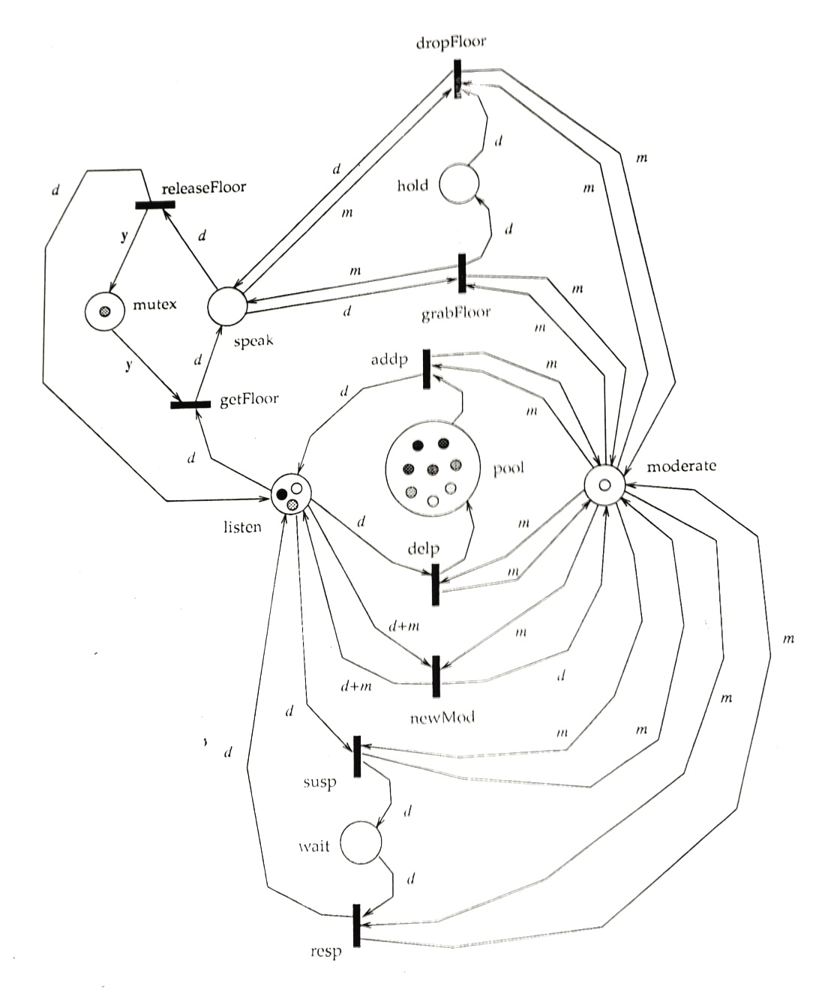 dropFloor
d
m
hold
d
m
m
d
releaseFloor
y
d
d
m
mutex
speak
d
m
grabFloor
m
y
d
getFloor
addp
m
d
m
d
pool
moderate
listen
d
m
delp
m
d+m
m
d+m
d
m
newMod
d
m
m
m
d
susp
d
wait
d
resp